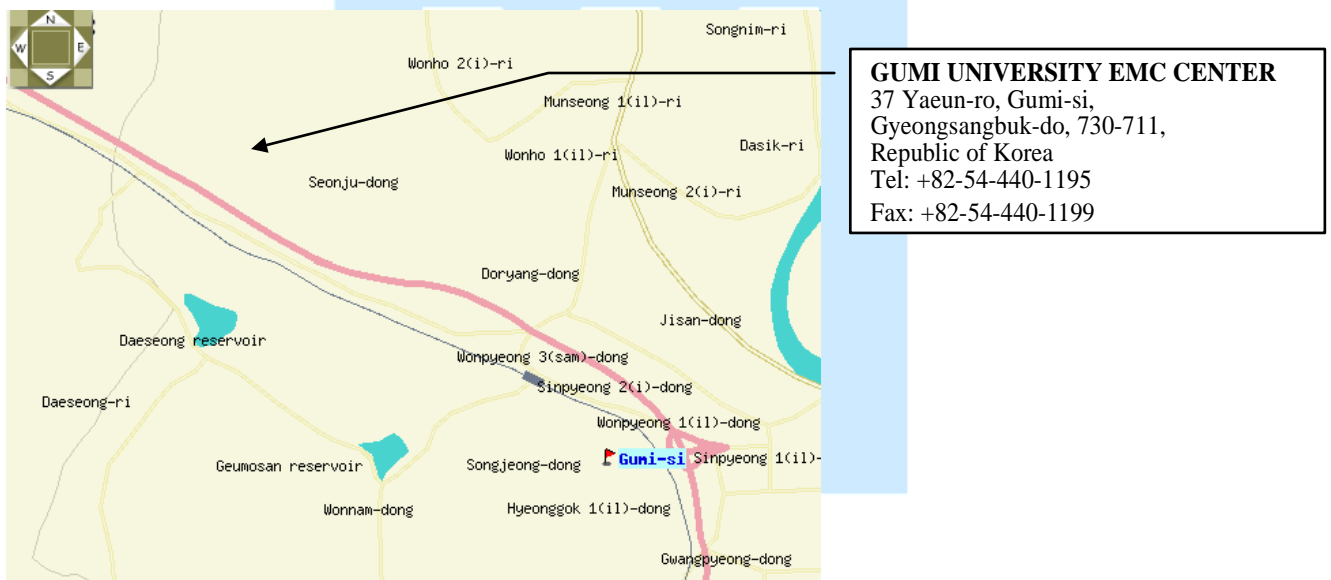 N
W
E
S
Songnim-ri
Wonho 2(i)-ri
Munseong 1(il)-ri
Dasik-ri
Wonho 1(il)-ri
Seonju-dong
Munseong 2(i)-ri
Doryang-dong
Jisan-dong
Daeseong reservoir
Wonpyeong 3(sam)-dong
Sinpyeong 2(i)-dong
Daeseong-ri
Wonpyeong 1(il)-dong
Gumi-si
Sinpyeong 1(il)-
Geumosan reservoir
Songjeong-dong
Wonnam-dong
Hyeonggok 1(il)-dong
Gwangpyeong-dong
GUMI UNIVERSITY EMC CENTER
37 Yaeun-ro, Gumi-si,
Gyeongsangbuk-do, 730-711,
Republic of Korea
Tel: +82-54-440-1195
Fax: +82-54-440-1199